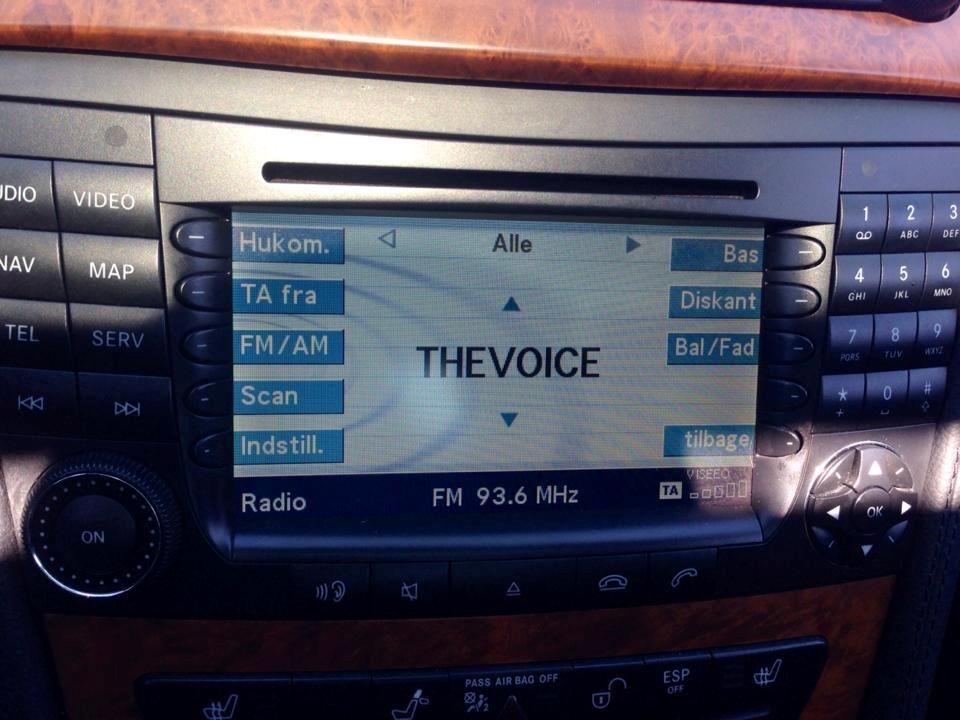 VIDEO
NAV
MAP
TEL
SERV
ON
Hukom.
TA fra
FM/AM
Scan
Indstill.
Alle
THEVOICE
Bas
Diskant
Bal/Fad
tilbage
Radio
FM 93.6 MHz
TA
VISEEO
1
2 ABC
3 DEF
4 GHI
5 JKL
6 MNO
7 PQRS
8 TUV
9 WXYZ
* +
0
#
OK
PASS AIR BAG OFF
ESP
OFF